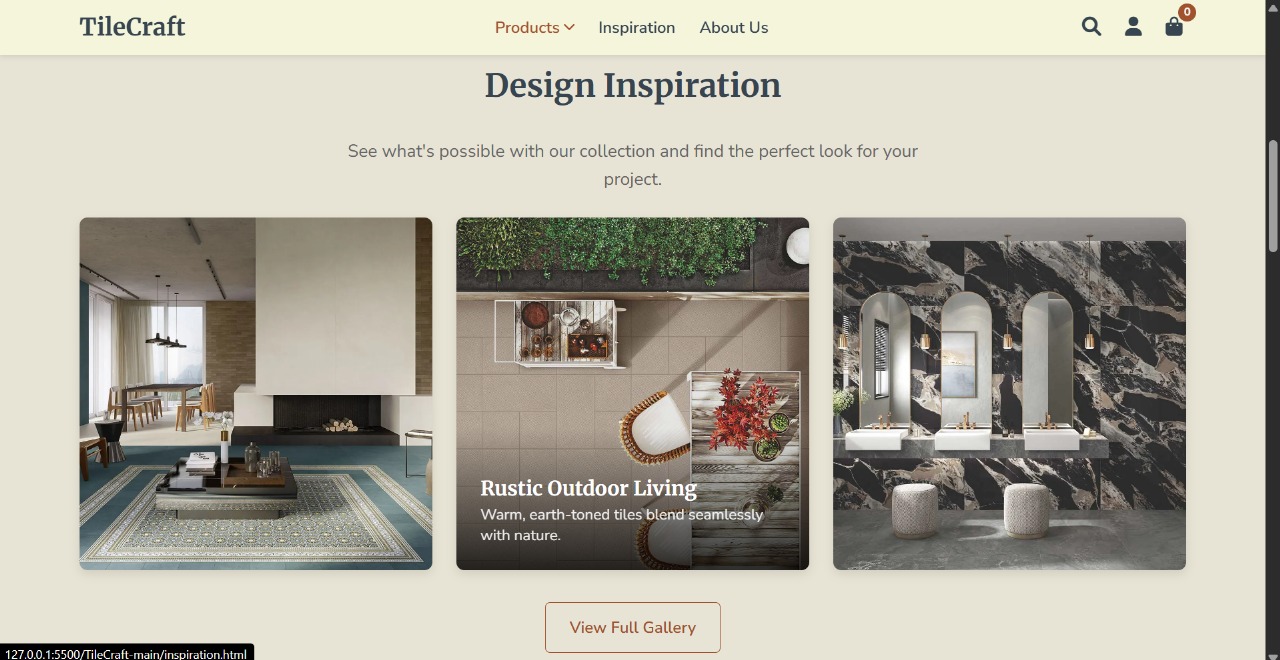 TileCraft
Products
Inspiration
About Us
0
Design Inspiration
See what's possible with our collection and find the perfect look for your
project.
Rustic Outdoor Living
Warm, earth-toned tiles blend seamlessly
with nature.
View Full Gallery
127.0.0.1:5500/TileCraft-main/inspiration.html